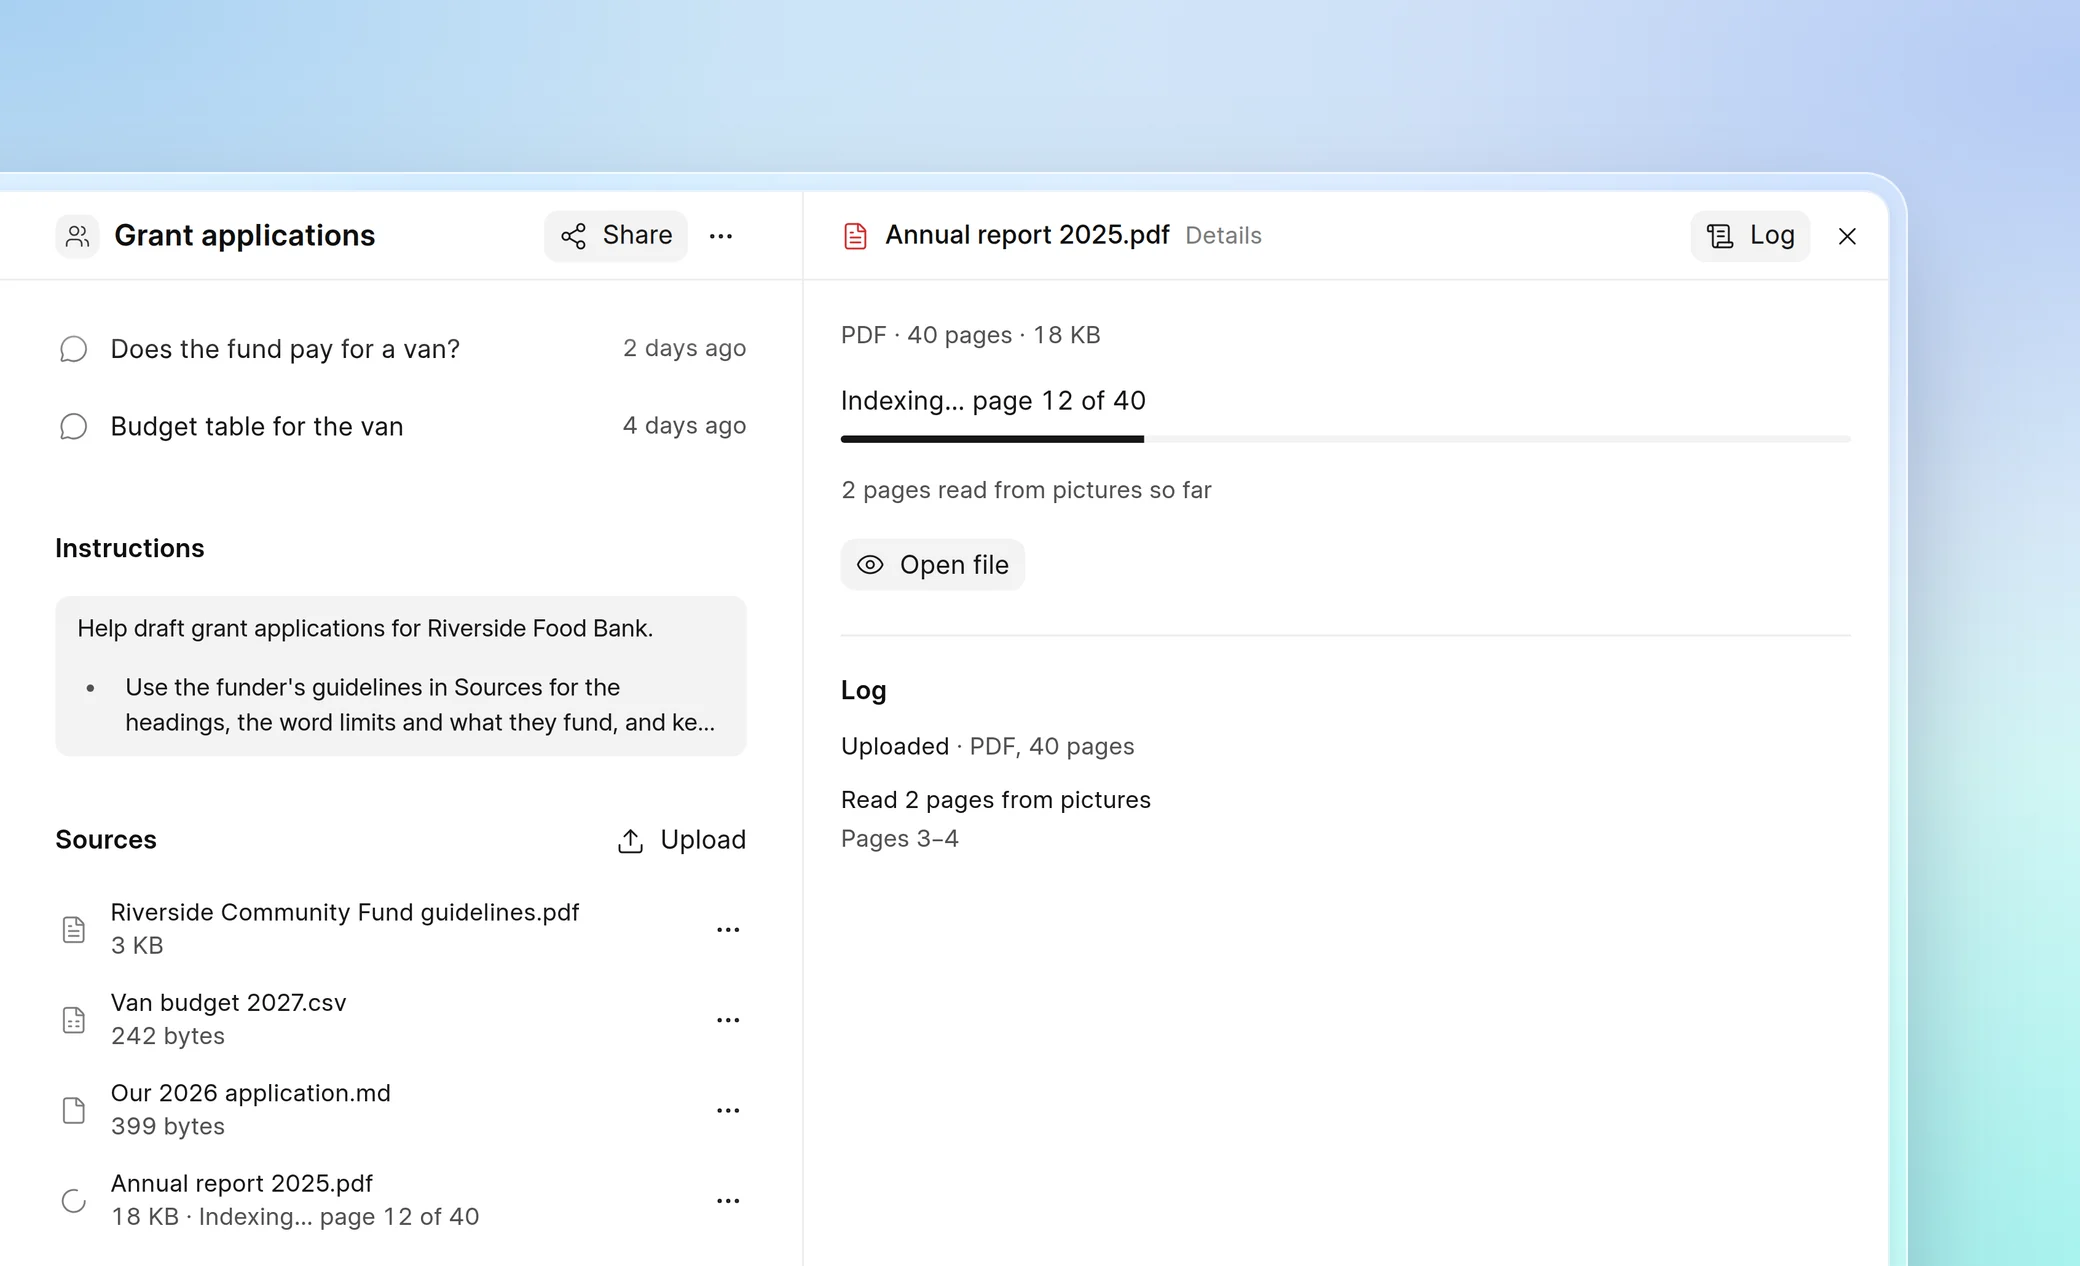 Grant applications
Share
Does the fund pay for a van?
2 days ago
Budget table for the van
4 days ago
Instructions
Help draft grant applications for Riverside Food Bank.
• Use the funder's guidelines in Sources for the
headings, the word limits and what they fund, and ke...
Sources
Upload
Riverside Community Fund guidelines.pdf
3 KB
Van budget 2027.csv
242 bytes
Our 2026 application.md
399 bytes
Annual report 2025.pdf
18 KB · Indexing... page 12 of 40
Annual report 2025.pdf Details
Log
PDF · 40 pages · 18 KB
Indexing... page 12 of 40
2 pages read from pictures so far
Open file
Log
Uploaded · PDF, 40 pages
Read 2 pages from pictures
Pages 3–4